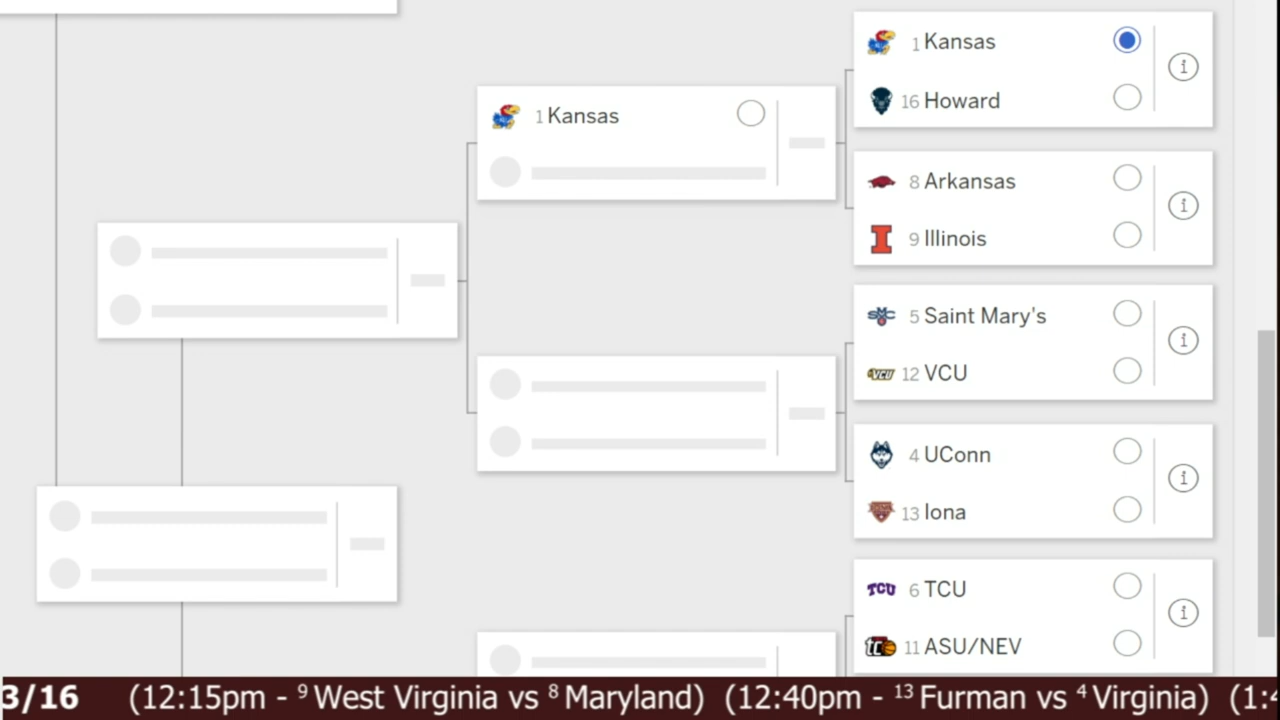 1 Kansas
16 Howard
1 Kansas
8 Arkansas
9 Illinois
5 Saint Mary's
12 VCU
4 UConn
13 Iona
6 TCU
11 ASU/NEV
3/16 (12:15pm - 9 West Virginia vs 8 Maryland) (12:40pm - 13 Furman vs 4 Virginia) (1:4